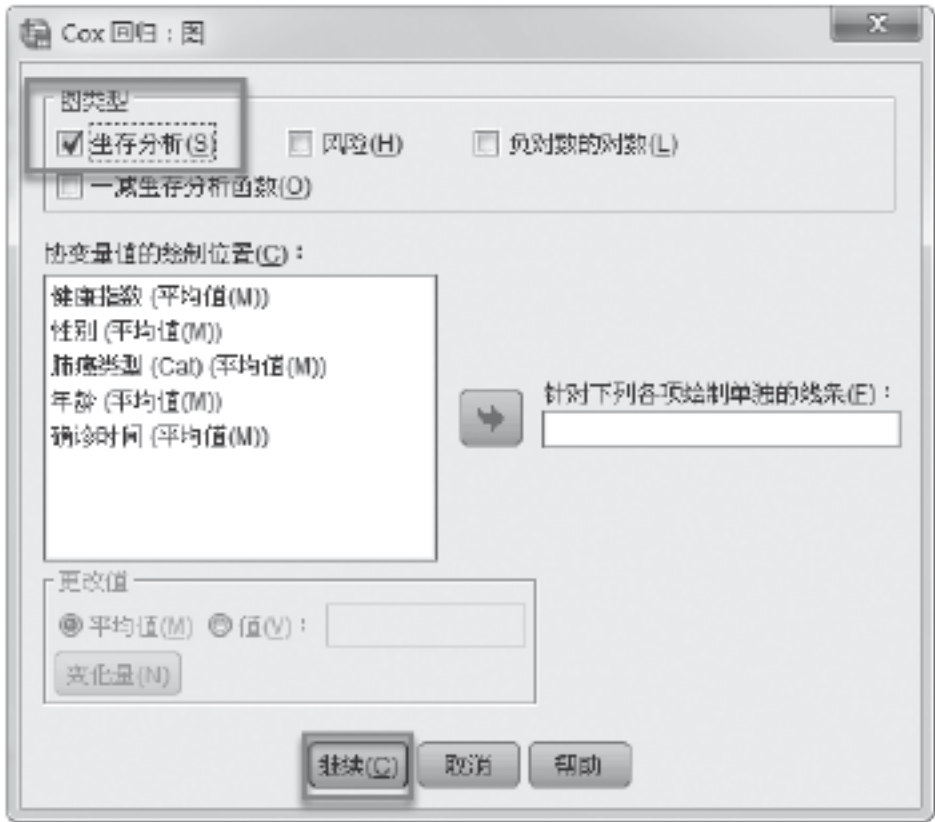 Cox 回归：图
图类型
生存分析(S) 风险(H) 负对数的对数(L)
一减生存分析函数(O)
协变量值的绘制位置(C)：
健康指数 (平均值(M))
性别 (平均值(M))
肺癌类型 (Cat) (平均值(M))
年龄 (平均值(M))
确诊时间 (平均值(M))
针对下列各项绘制单独的线条(F)：
更改值
平均值(M) 值(V)：
变化量(N)
继续(C) 取消 帮助